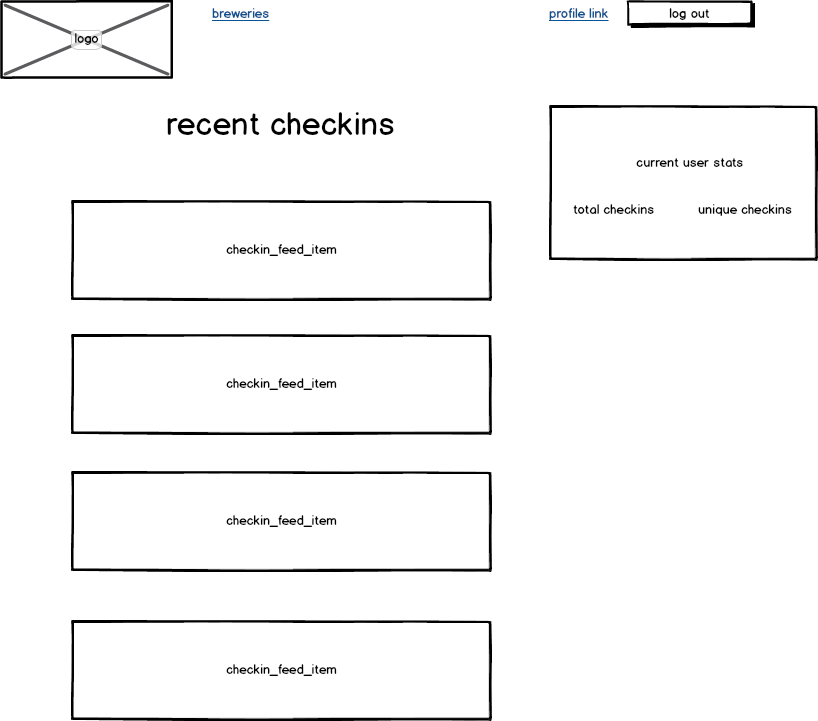 logo
breweries
profile link
log out
recent checkins
current user stats
total checkins
unique checkins
checkin_feed_item
checkin_feed_item
checkin_feed_item
checkin_feed_item